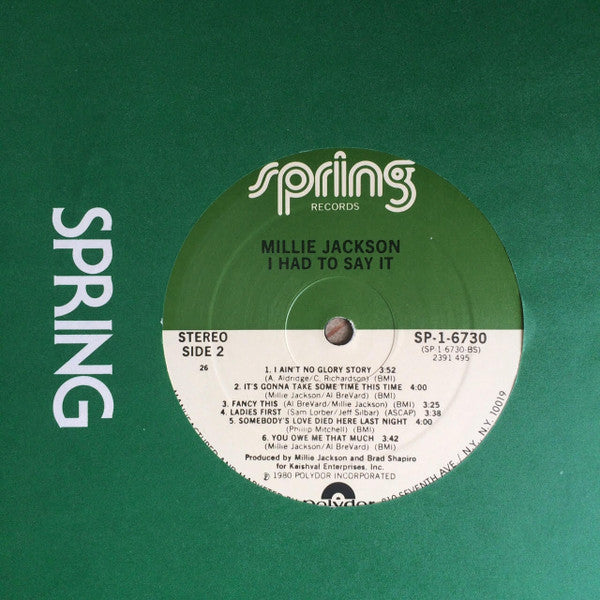 SPRING
spring
RECORDS
MILLIE JACKSON
I HAD TO SAY IT
STEREO
SIDE 2
26
SP-1-6730
(SP 1 6730-BS)
2391 495
1. I AIN'T NO GLORY STORY 3:52
(A. Aldridge/C. Richardson) (BMI)
2. IT'S GONNA TAKE SOME TIME THIS TIME 4:00
(Millie Jackson/Al BreVard) (BMI)
3. FANCY THIS (Al BreVard/Millie Jackson) (BMI) 3:25
4. LADIES FIRST (Sam Lorber/Jeff Silbar) (ASCAP) 3:38
5. SOMEBODY'S LOVE DIED HERE LAST NIGHT 4:00
(Phillip Mitchell) (BMI)
6. YOU OWE ME THAT MUCH 3:42
(Millie Jackson/Al BreVard) (BMI)
Produced by Millie Jackson and Brad Shapiro
for Kaishval Enterprises, Inc.
℗ 1980 POLYDOR INCORPORATED
polydor
SEVENTH AVE / N.Y. N.Y. 10019